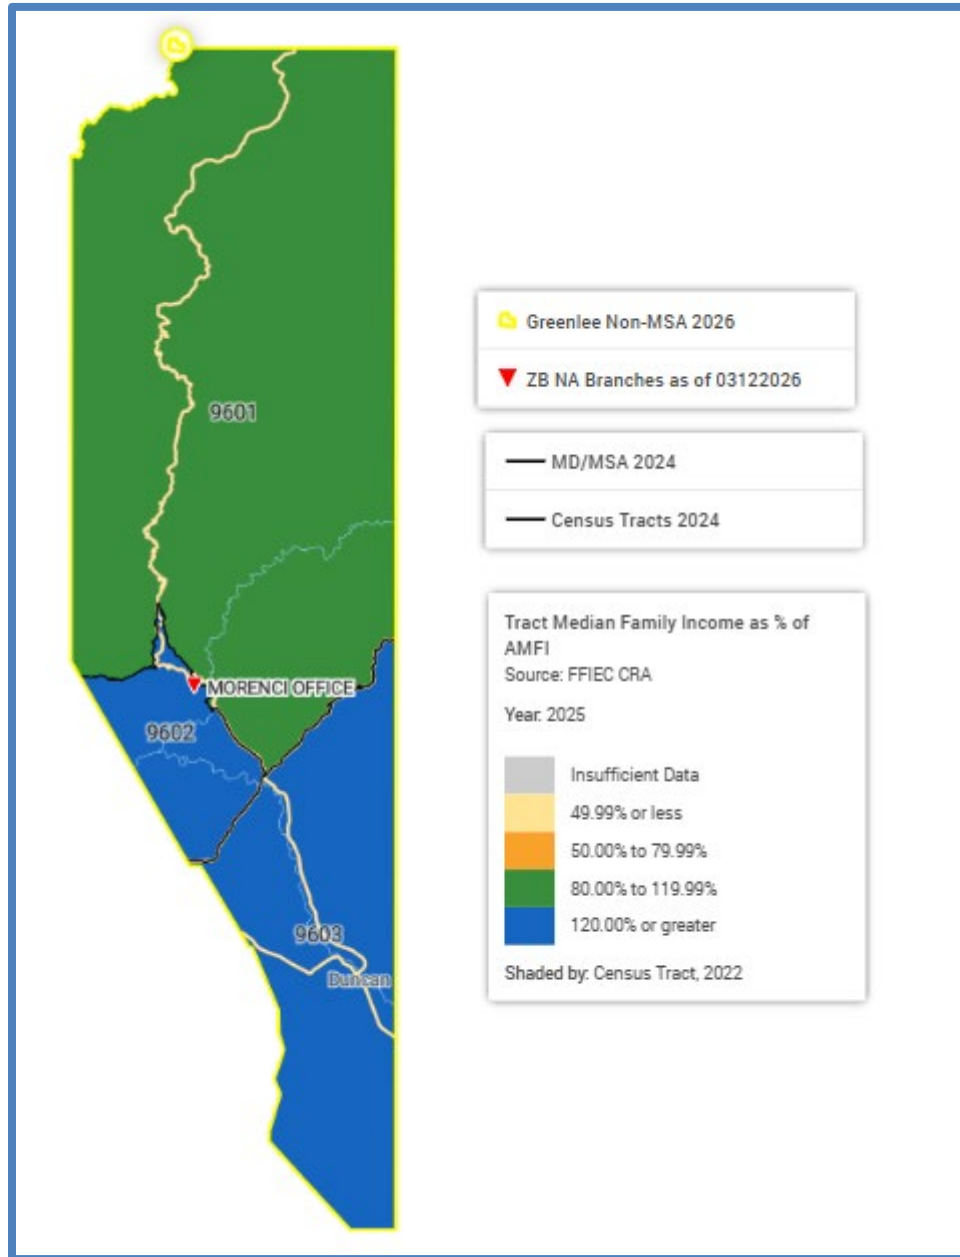 9601
MORENCI OFFICE
9602
9603
Duncan
Greenlee Non-MSA 2026
ZB NA Branches as of 03122026
MD/MSA 2024
Census Tracts 2024
Tract Median Family Income as % of
AMFI
Source: FFIEC CRA
Year: 2025
Insufficient Data
49.99% or less
50.00% to 79.99%
80.00% to 119.99%
120.00% or greater
Shaded by: Census Tract, 2022